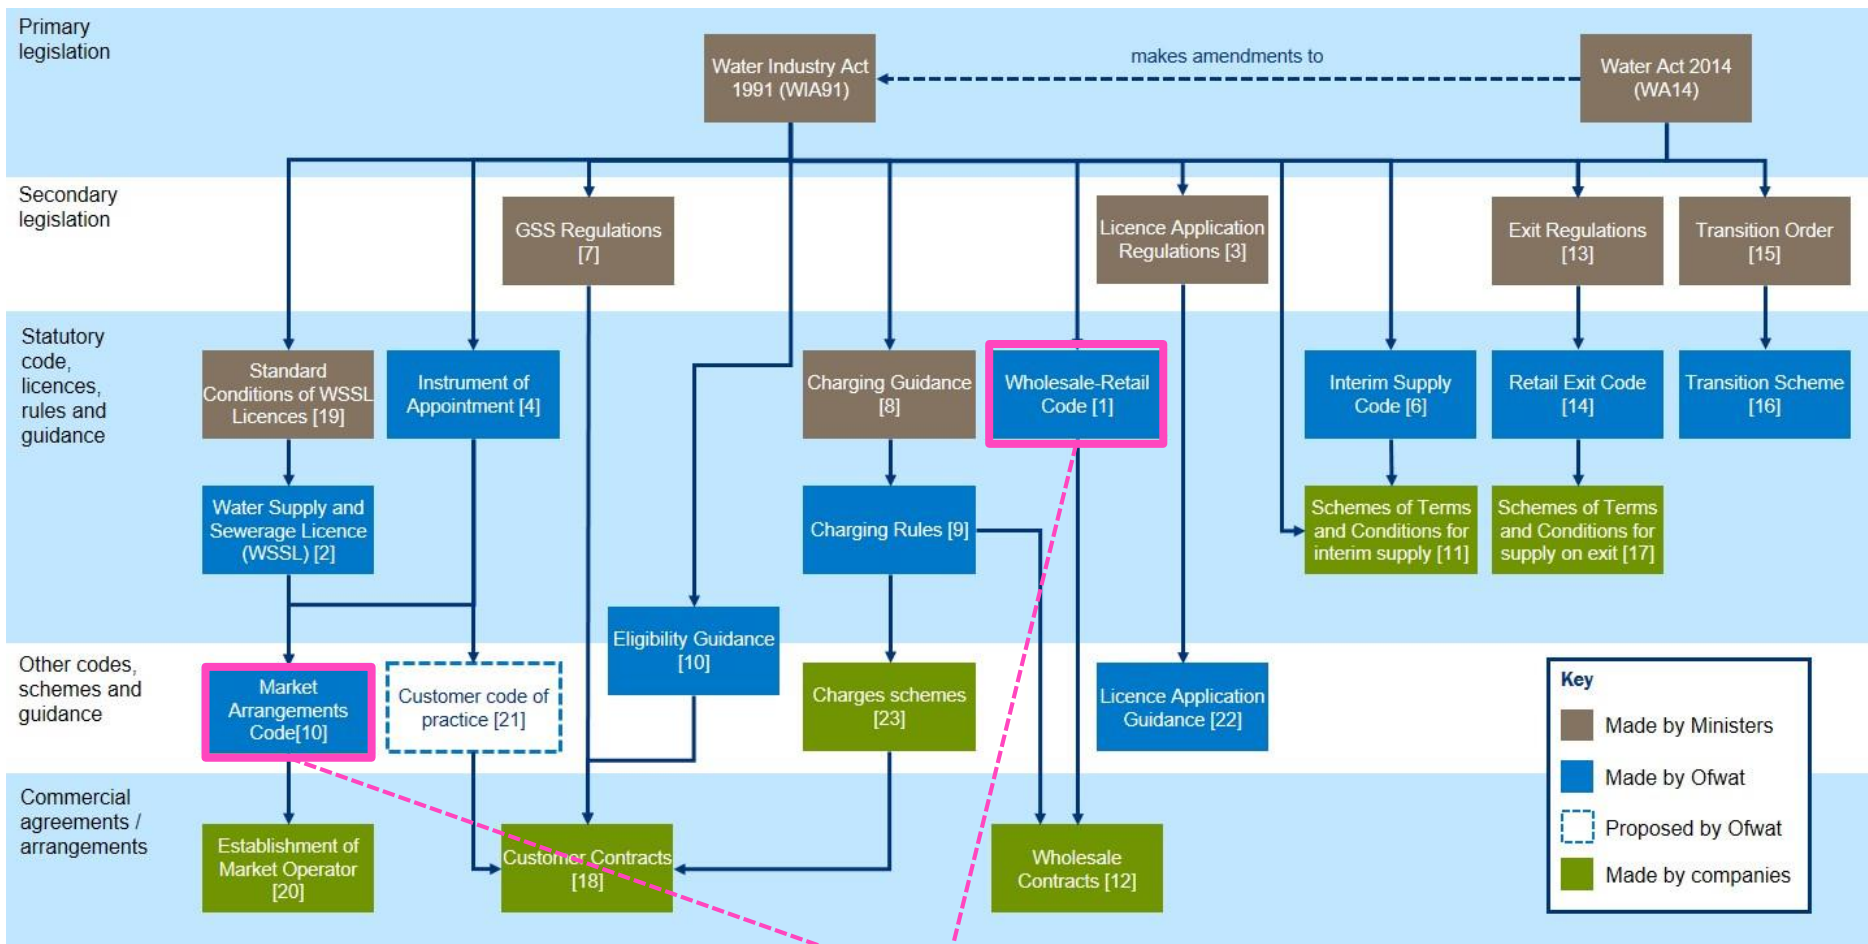 Primary
legislation
Water Industry Act
1991 (WIA91)
makes amendments to
Water Act 2014
(WA14)
Secondary
legislation
GSS Regulations
[7]
Licence Application
Regulations [3]
Exit Regulations
[13]
Transition Order
[15]
Statutory
code,
licences,
rules and
guidance
Standard
Conditions of WSSL
Licences [19]
Instrument of
Appointment [4]
Charging Guidance
[8]
Wholesale-Retail
Code [1]
Interim Supply
Code [6]
Retail Exit Code
[14]
Transition Scheme
[16]
Water Supply and
Sewerage Licence
(WSSL) [2]
Charging Rules [9]
Schemes of Terms
and Conditions for
interim supply [11]
Schemes of Terms
and Conditions for
supply on exit [17]
Eligibility Guidance
[10]
Other codes,
schemes and
guidance
Market
Arrangements
Code[10]
Customer code of
practice [21]
Charges schemes
[23]
Licence Application
Guidance [22]
Commercial
agreements /
arrangements
Establishment of
Market Operator
[20]
Customer Contracts
[18]
Wholesale
Contracts [12]
Key
Made by Ministers
Made by Ofwat
Proposed by Ofwat
Made by companies